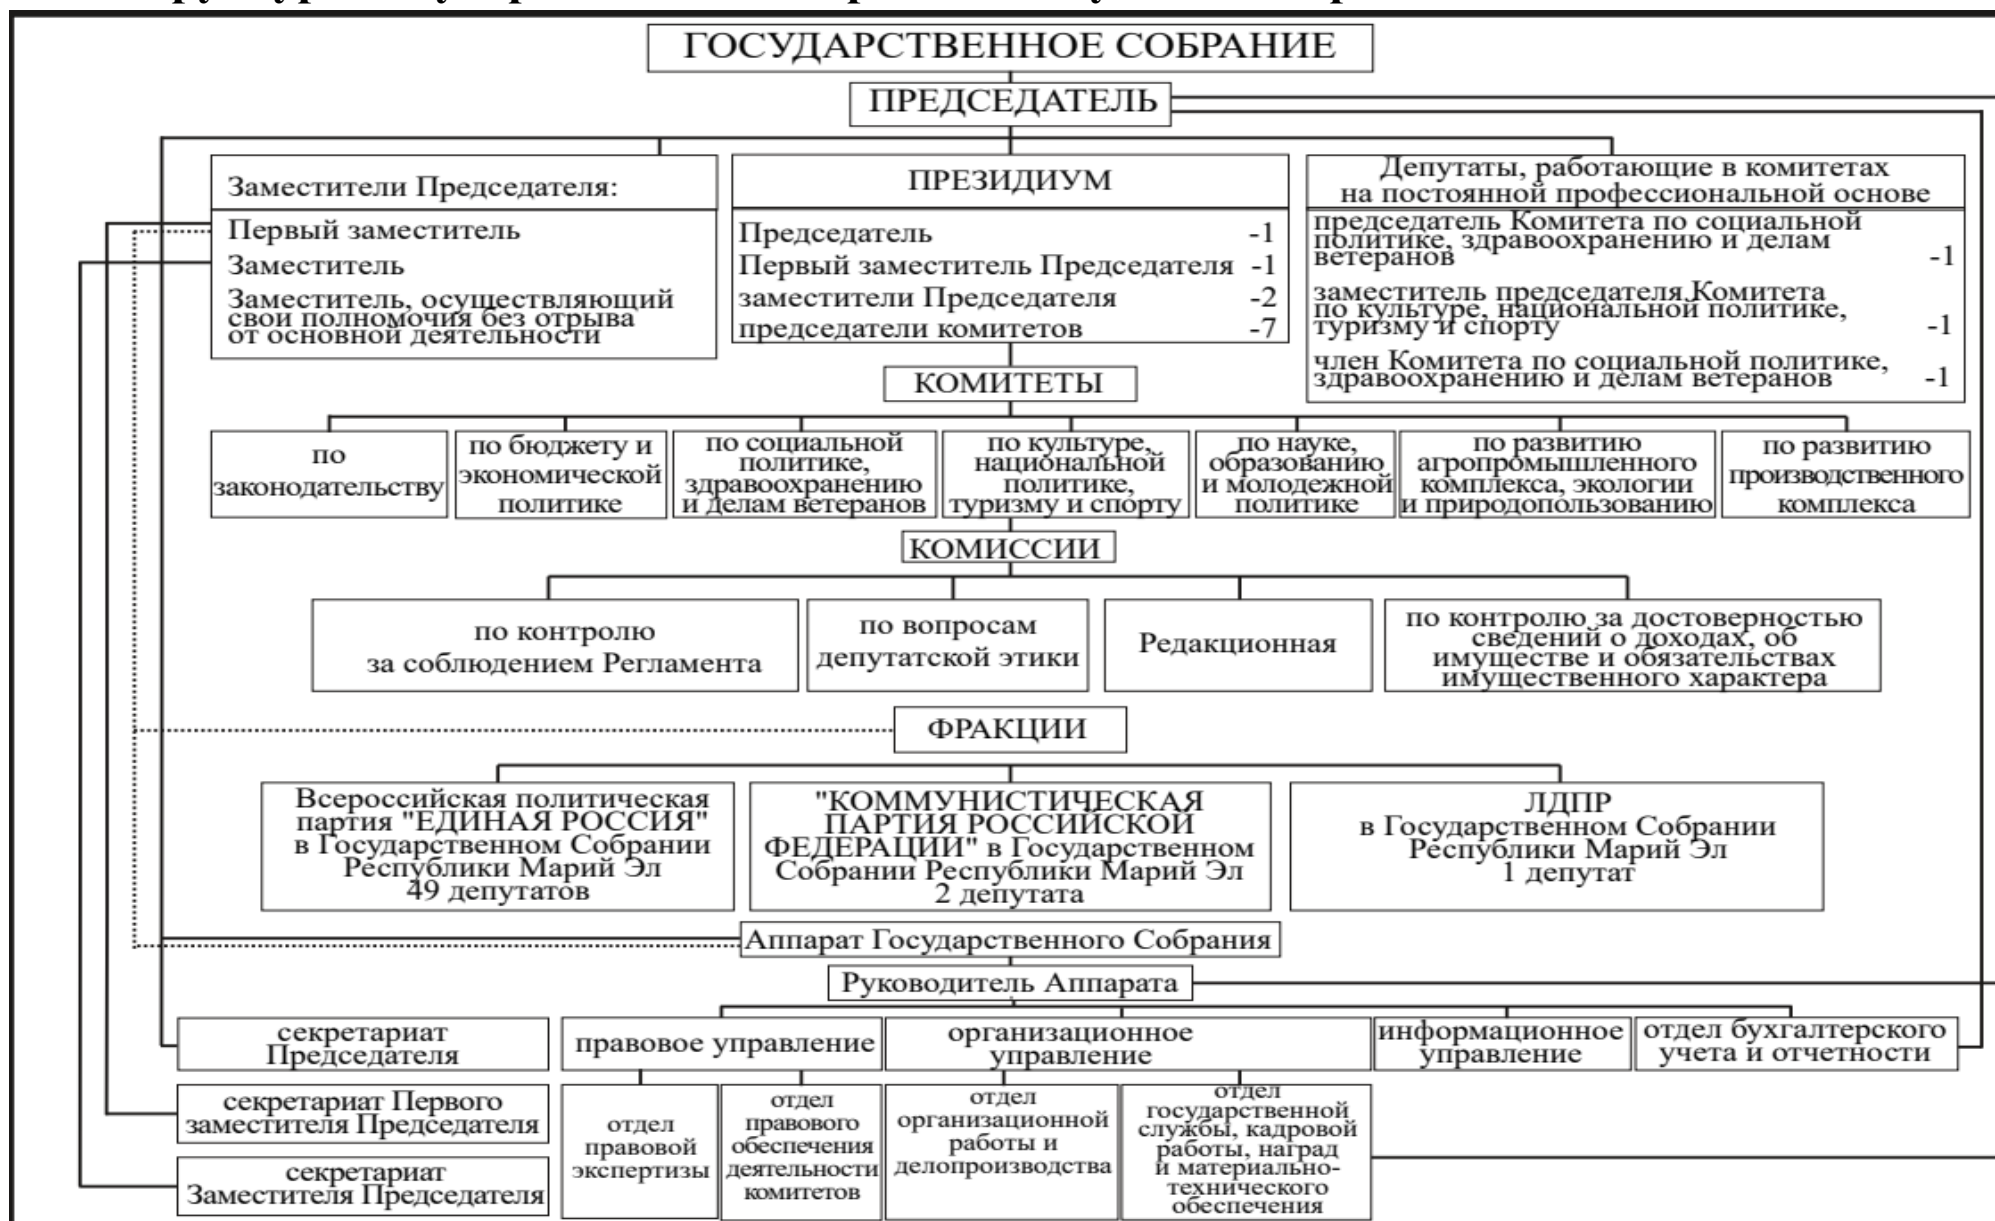 ГОСУДАРСТВЕННОЕ СОБРАНИЕ
ПРЕДСЕДАТЕЛЬ
Заместители Председателя:
Первый заместитель
Заместитель
Заместитель, осуществляющий
свои полномочия без отрыва
от основной деятельности
ПРЕЗИДИУМ
Председатель -1
Первый заместитель Председателя -1
заместители Председателя -2
председатели комитетов -7
Депутаты, работающие в комитетах
на постоянной профессиональной основе
председатель Комитета по социальной
политике, здравоохранению и делам
ветеранов -1
заместитель председателя Комитета
по культуре, национальной политике,
туризму и спорту -1
член Комитета по социальной политике,
здравоохранению и делам ветеранов -1
КОМИТЕТЫ
по
законодательству
по бюджету и
экономической
политике
по социальной
политике,
здравоохранению
и делам ветеранов
по культуре,
национальной
политике,
туризму и спорту
по науке,
образованию
и молодежной
политике
по развитию
агропромышленного
комплекса, экологии
и природопользованию
по развитию
производственного
комплекса
КОМИССИИ
по контролю
за соблюдением Регламента
по вопросам
депутатской этики
Редакционная
по контролю за достоверностью
сведений о доходах, об
имуществе и обязательствах
имущественного характера
ФРАКЦИИ
Всероссийская политическая
партия "ЕДИНАЯ РОССИЯ"
в Государственном Собрании
Республики Марий Эл
49 депутатов
"КОММУНИСТИЧЕСКАЯ
ПАРТИЯ РОССИЙСКОЙ
ФЕДЕРАЦИИ" в Государственном
Собрании Республики Марий Эл
2 депутата
ЛДПР
в Государственном Собрании
Республики Марий Эл
1 депутат
Аппарат Государственного Собрания
Руководитель Аппарата
секретариат
Председателя
правовое управление
организационное
управление
информационное
управление
отдел бухгалтерского
учета и отчетности
секретариат Первого
заместителя Председателя
секретариат
Заместителя Председателя
отдел
правовой
экспертизы
отдел
правового
обеспечения
деятельности
комитетов
отдел
организационной
работы и
делопроизводства
отдел
государственной
службы, кадровой
работы, наград
и материально-
технического
обеспечения